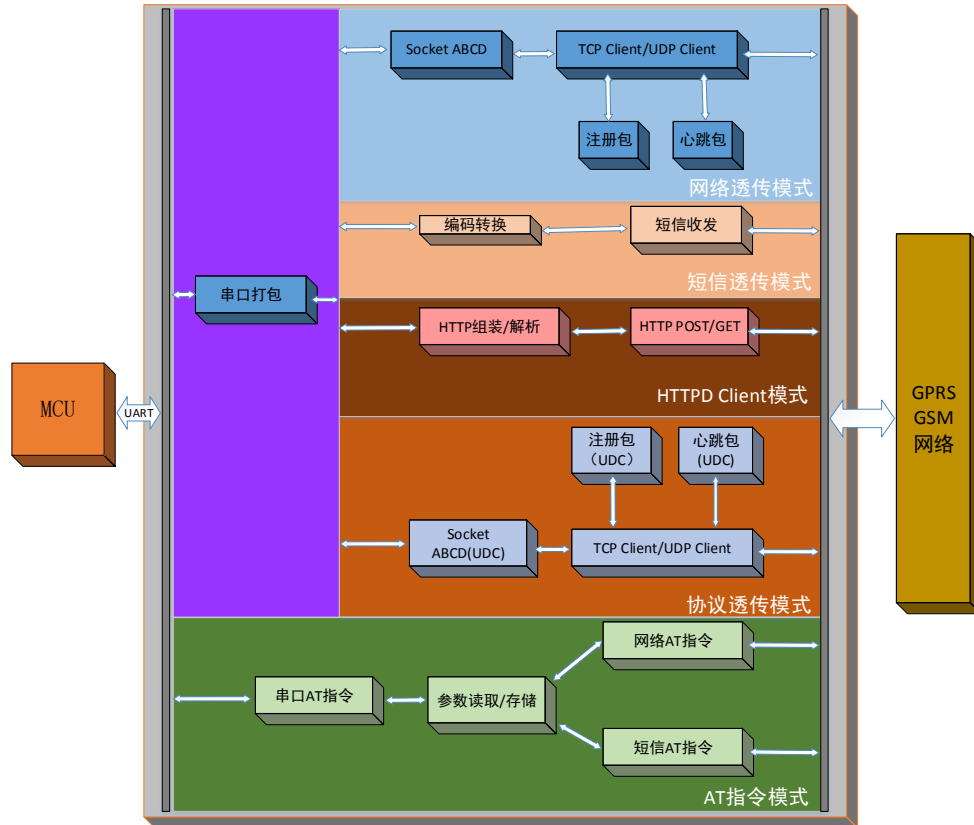 Socket ABCD
TCP Client/UDP Client
注册包
心跳包
网络透传模式
编码转换
短信收发
短信透传模式
串口打包
HTTP组装/解析
HTTP POST/GET
HTTPD Client模式
MCU
UART
GPRS
GSM
网络
注册包
（UDC）
心跳包
(UDC)
Socket
ABCD(UDC)
TCP Client/UDP Client
协议透传模式
网络AT指令
串口AT指令
参数读取/存储
短信AT指令
AT指令模式